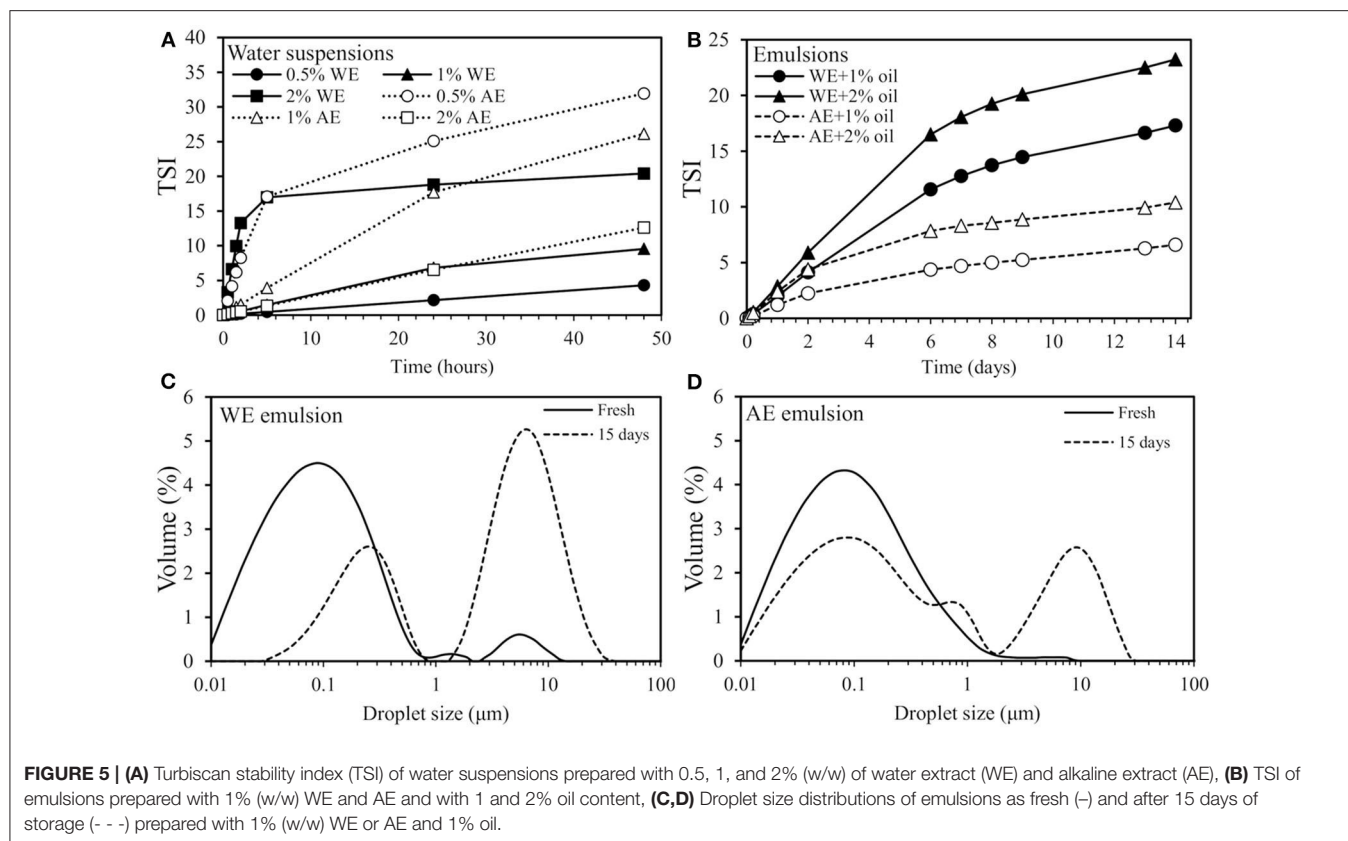 A
Water suspensions
0.5% WE
1% WE
2% WE
0.5% AE
1% AE
2% AE
TSI
40
35
30
25
20
15
10
5
0
0 10 20 30 40 50
Time (hours)
B
Emulsions
WE+1% oil
WE+2% oil
AE+1% oil
AE+2% oil
TSI
25
20
15
10
5
0
0 2 4 6 8 10 12 14
Time (days)
C
WE emulsion
Fresh
15 days
Volume (%)
6
5
4
3
2
1
0
0.01 0.1 1 10 100
Droplet size (μm)
D
AE emulsion
Fresh
15 days
Volume (%)
6
5
4
3
2
1
0
0.01 0.1 1 10 100
Droplet size (μm)
FIGURE 5 | (A) Turbiscan stability index (TSI) of water suspensions prepared with 0.5, 1, and 2% (w/w) of water extract (WE) and alkaline extract (AE), (B) TSI of
emulsions prepared with 1% (w/w) WE and AE and with 1 and 2% oil content, (C,D) Droplet size distributions of emulsions as fresh (–) and after 15 days of
storage (- - -) prepared with 1% (w/w) WE or AE and 1% oil.